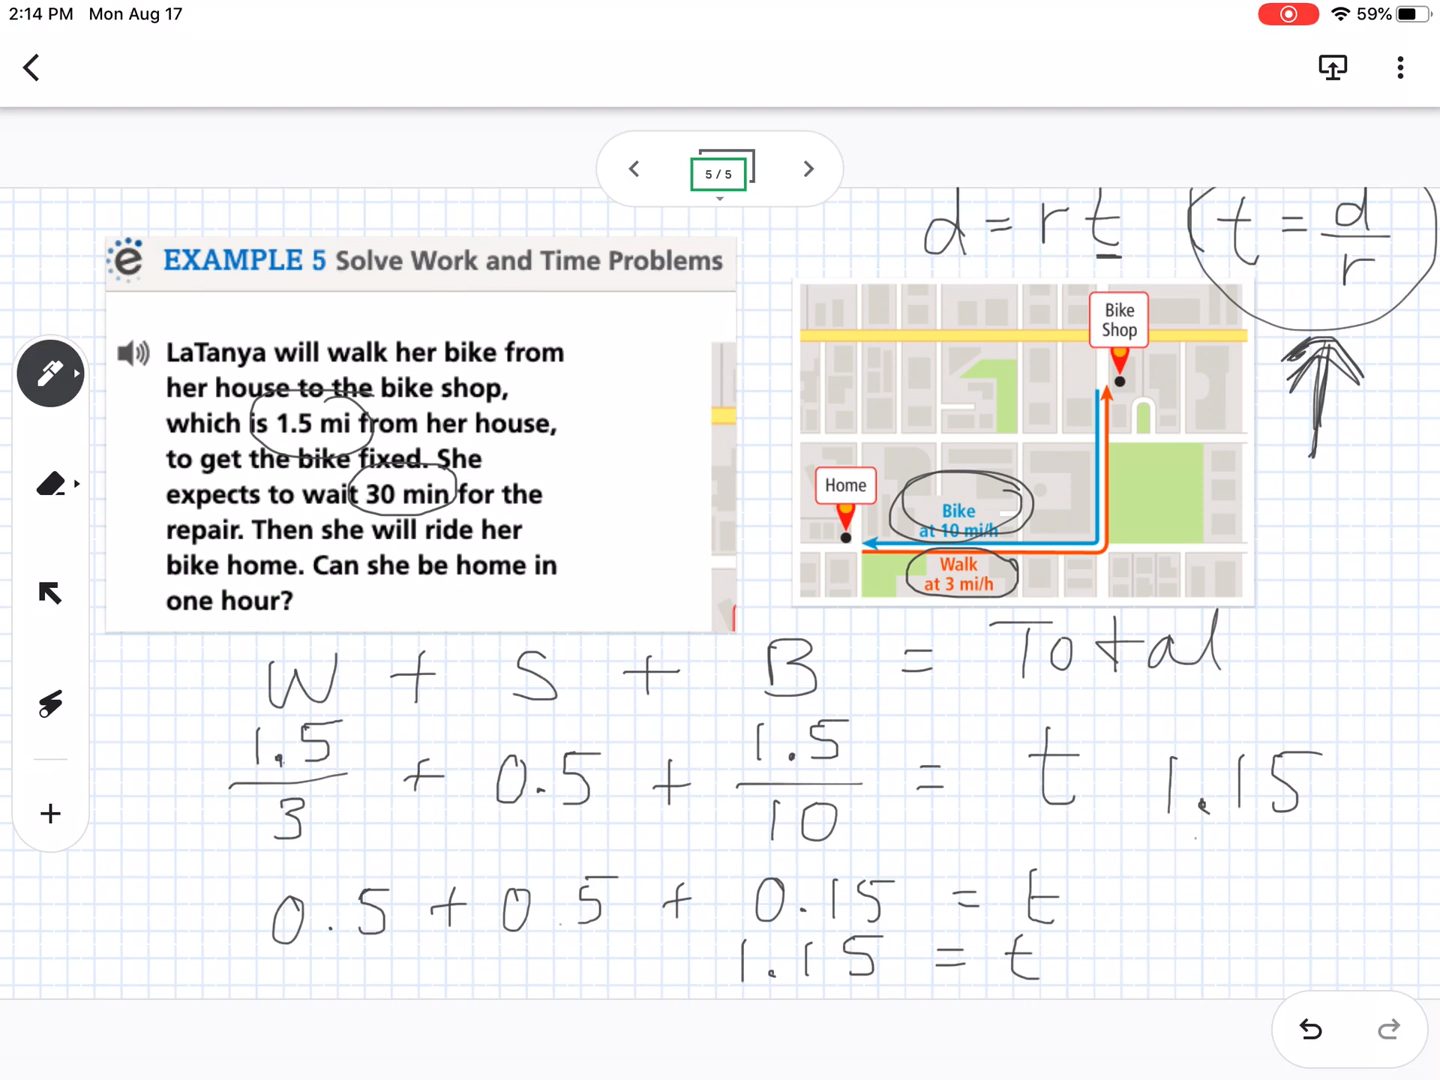 2:14 PM Mon Aug 17
59%
5 / 5
d = rt
t = d/r
e EXAMPLE 5 Solve Work and Time Problems
LaTanya will walk her bike from
her house to the bike shop,
which is 1.5 mi from her house,
to get the bike fixed. She
expects to wait 30 min for the
repair. Then she will ride her
bike home. Can she be home in
one hour?
Bike
Shop
Home
Bike
at 10 mi/h
Walk
at 3 mi/h
W + S + B = Total
1.5/3 + 0.5 + 1.5/10 = t 1.15
0.5 + 0.5 + 0.15 = t
1.15 = t